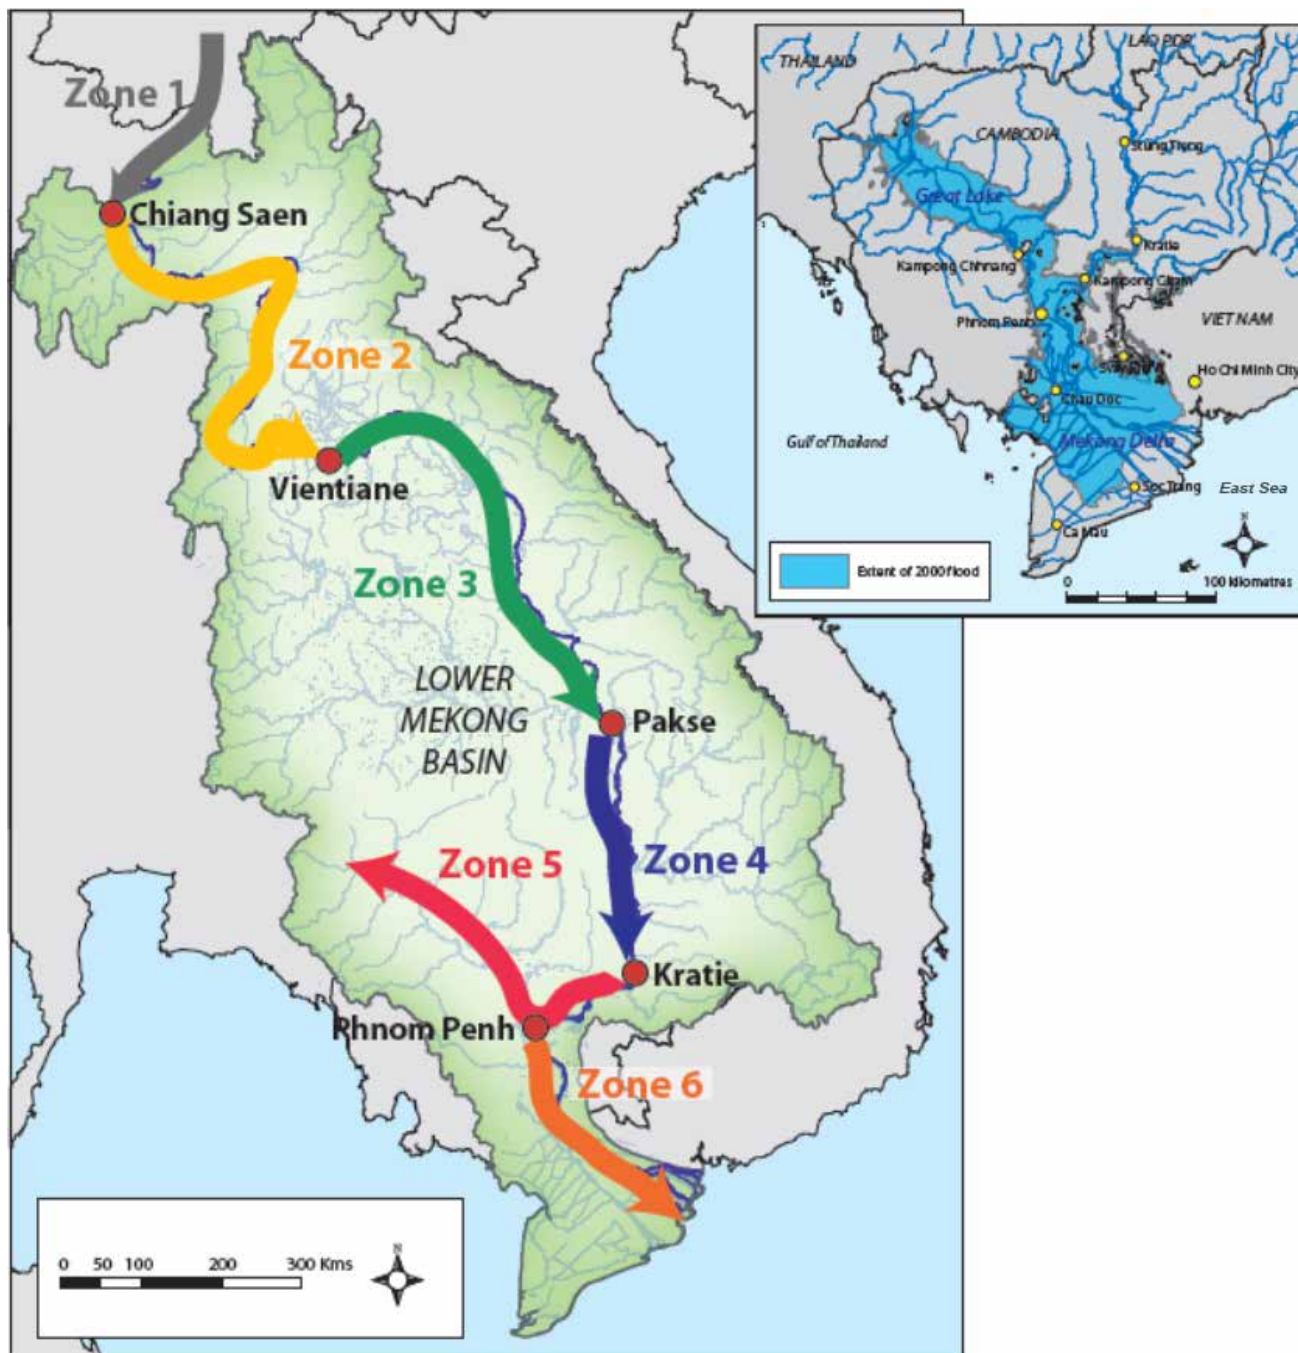 Zone 1
Chiang Saen
Zone 2
Vientiane
Zone 3
LOWER
MEKONG
BASIN
Pakse
Zone 5
Zone 4
Kratie
Phnom Penh
Zone 6
0 50 100 200 300 Kms
N
THAILAND
LAO PDR
CAMBODIA
Stung Treng
Great Lake
Kratie
Kampong Chhnang
Kampong Cham
Phnom Penh
VIET NAM
Ho Chi Minh City
Chau Doc
Gulf of Thailand
Mekong Delta
Soc Trang
East Sea
Ca Mau
N
Extent of 2000 flood
0 100 kilometres